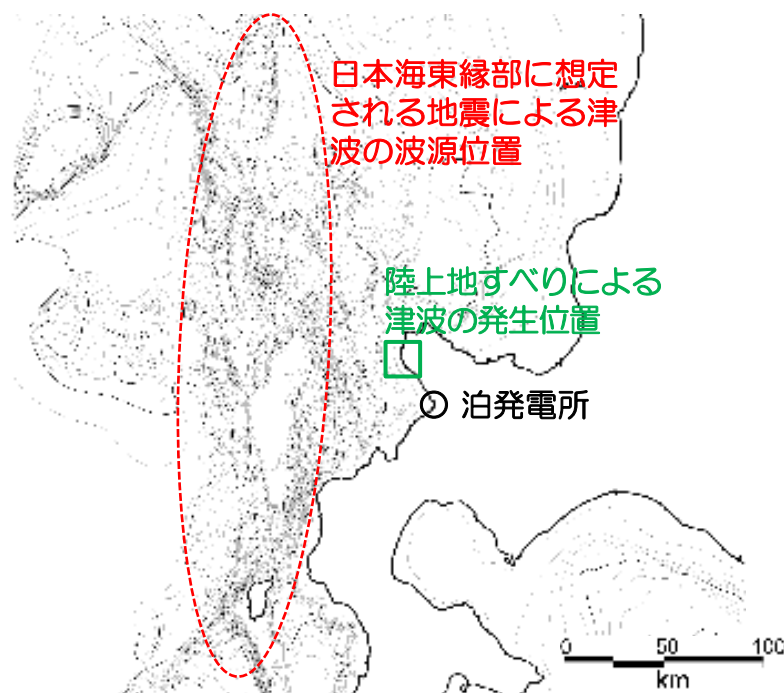 日本海東縁部に想定
される地震による津
波の波源位置
陸上地すべりによる
津波の発生位置
泊発電所
0 50 100
km